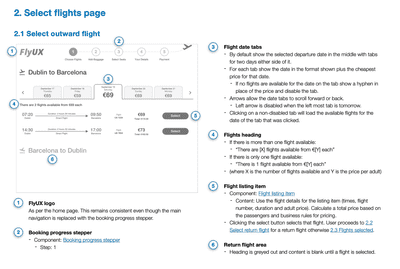 2. Select flights page
2.1 Select outward flight
FlyUX
Dublin to Barcelona
€69
There are 3 flights available from €69 each
07:20
08:50
€69
Select
14:30
17:00
€73
Select
Barcelona to Dublin
1 FlyUX logo
As per the home page. This remains consistent even though the main
navigation is replaced with the booking progress stepper.
2 Booking progress stepper
• Component: Booking progress stepper
• Step: 1
3 Flight date tabs
• By default show the selected departure date in the middle with tabs
for two days either side of it.
• For each tab show the date in the format shown plus the cheapest
price for that date.
• If no flights are available for the date on tab show a hyphen in
place of the price and disable the tab.
• Arrows allow the date tabs to scroll forward or back.
• Left arrow is disabled when the left most tab is tomorrow.
• Clicking on a non-disabled tab will load the available flights for the
date of the tab that was clicked.
4 Flights heading
• If there is more than one flight available:
• "There are [X] flights available from €[Y] each"
• If there is only one flight available:
• "There is 1 flight available from €[Y] each"
• (where X is the number of flights available and Y is the price per adult)
5 Flight listing item
• Component: Flight listing item
• Content: Use the flight details for the listing item (times, flight
number, duration and adult price). Calculate a total price based on
the passengers and business rules for pricing.
• Clicking the select button selects that flight. User proceeds to 2.2
Select return flight for a return flight otherwise 2.3 Flights selected.
6 Return flight area
• Heading is greyed out and content is blank until a flight is selected.